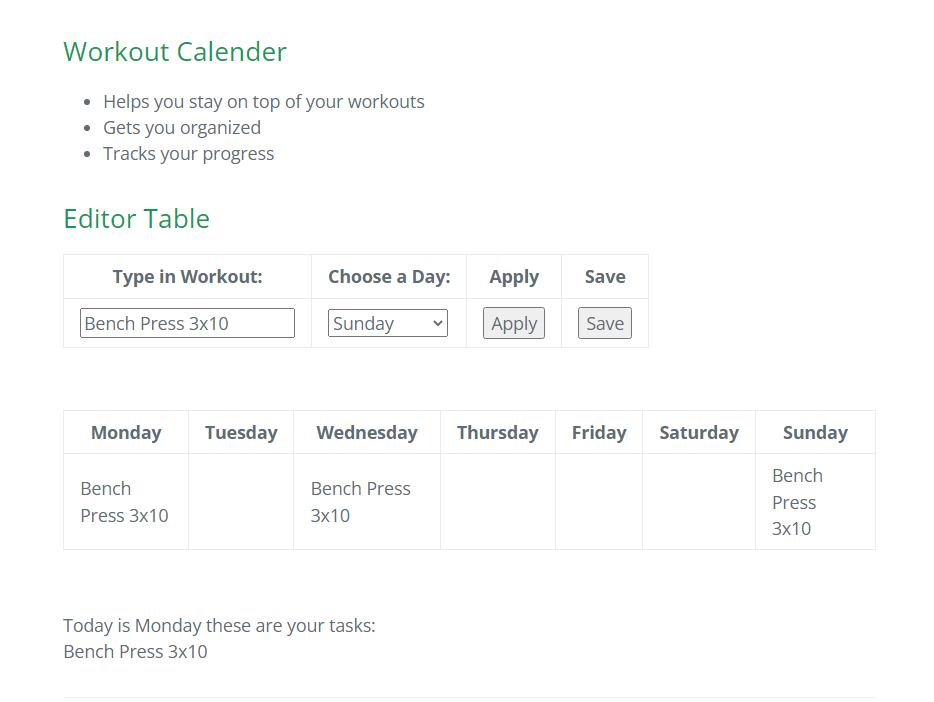 Workout Calender
Helps you stay on top of your workouts
Gets you organized
Tracks your progress
Editor Table
Type in Workout: Choose a Day: Apply Save
Bench Press 3x10 Sunday Apply Save
Monday Tuesday Wednesday Thursday Friday Saturday Sunday
Bench
Press 3x10
Bench Press
3x10
Bench
Press
3x10
Today is Monday these are your tasks:
Bench Press 3x10